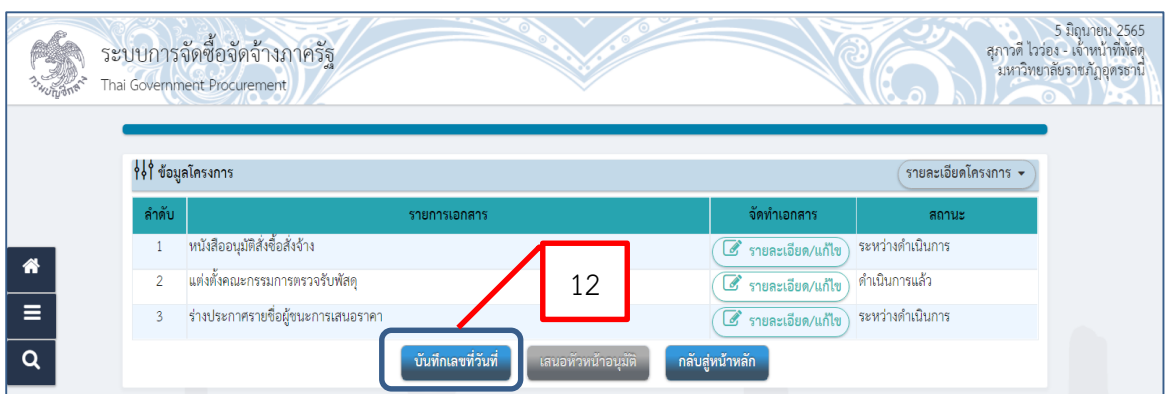 5 มิถุนายน 2565
ระบบการจัดซื้อจัดจ้างภาครัฐ
สุภาวดี ไวว่อง - เจ้าหน้าที่พัสดุ
Thai Government Procurement
มหาวิทยาลัยราชภัฏอุดรธานี
กรมบัญชีกลาง
ข้อมูลโครงการ
รายละเอียดโครงการ
ลำดับ รายการเอกสาร จัดทำเอกสาร สถานะ
1 หนังสืออนุมัติสั่งซื้อสั่งจ้าง รายละเอียด/แก้ไข ระหว่างดำเนินการ
2 แต่งตั้งคณะกรรมการตรวจรับพัสดุ รายละเอียด/แก้ไข ดำเนินการแล้ว
12
3 ร่างประกาศรายชื่อผู้ชนะการเสนอราคา รายละเอียด/แก้ไข ระหว่างดำเนินการ
บันทึกเลขที่วันที่ เสนอหัวหน้าอนุมัติ กลับสู่หน้าหลัก